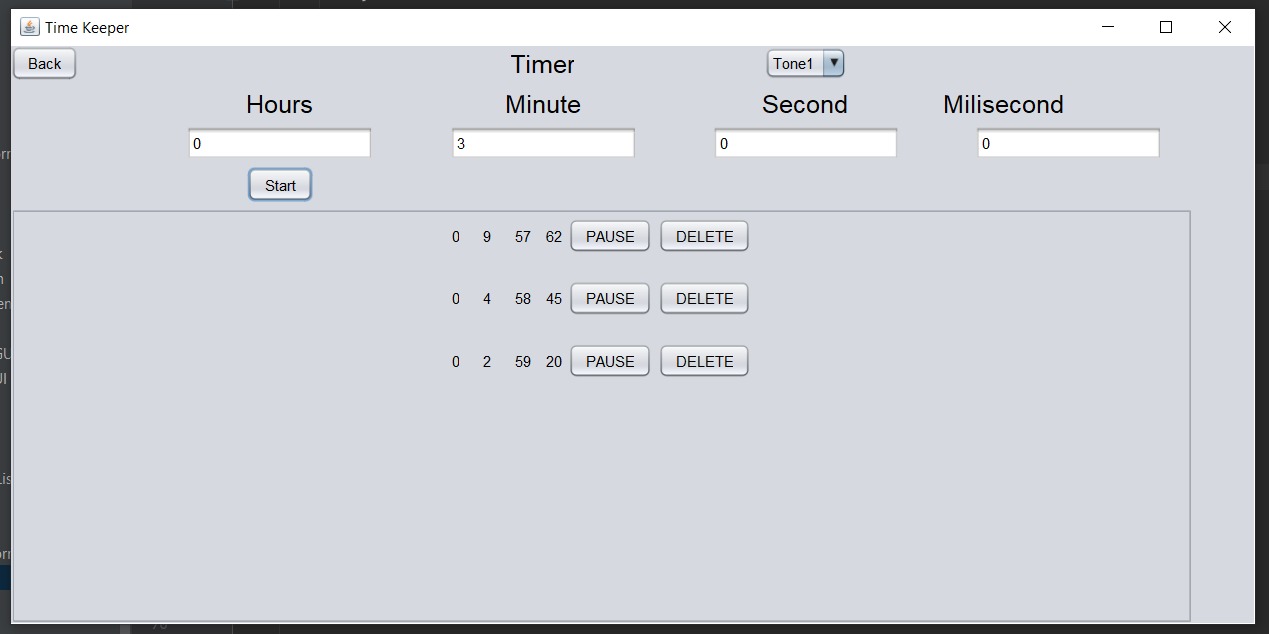 Time Keeper
Back Timer Tone1
Hours Minute Second Milisecond
0 3 0 0
Start
0 9 57 62 PAUSE DELETE
0 4 58 45 PAUSE DELETE
0 2 59 20 PAUSE DELETE